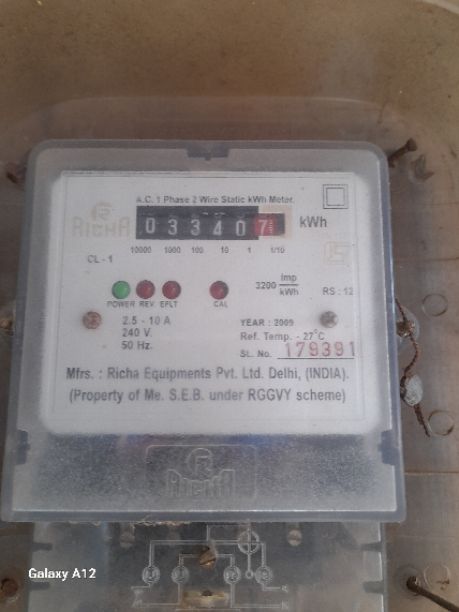 A.C. 1 Phase 2 Wire Static kWh Meter.
RICHA
033407 kWh
10000 1000 100 10 1 1/10
CL - 1
3200 imp/kWh
RS : 12
POWER REV EFLT CAL
2.5 - 10 A
240 V.
50 Hz.
YEAR : 2009
Ref. Temp. - 27°C
SL. No. 179391
Mfrs. : Richa Equipments Pvt. Ltd. Delhi, (INDIA).
(Property of Me. S.E.B. under RGGVY scheme)
RICHA
Galaxy A12